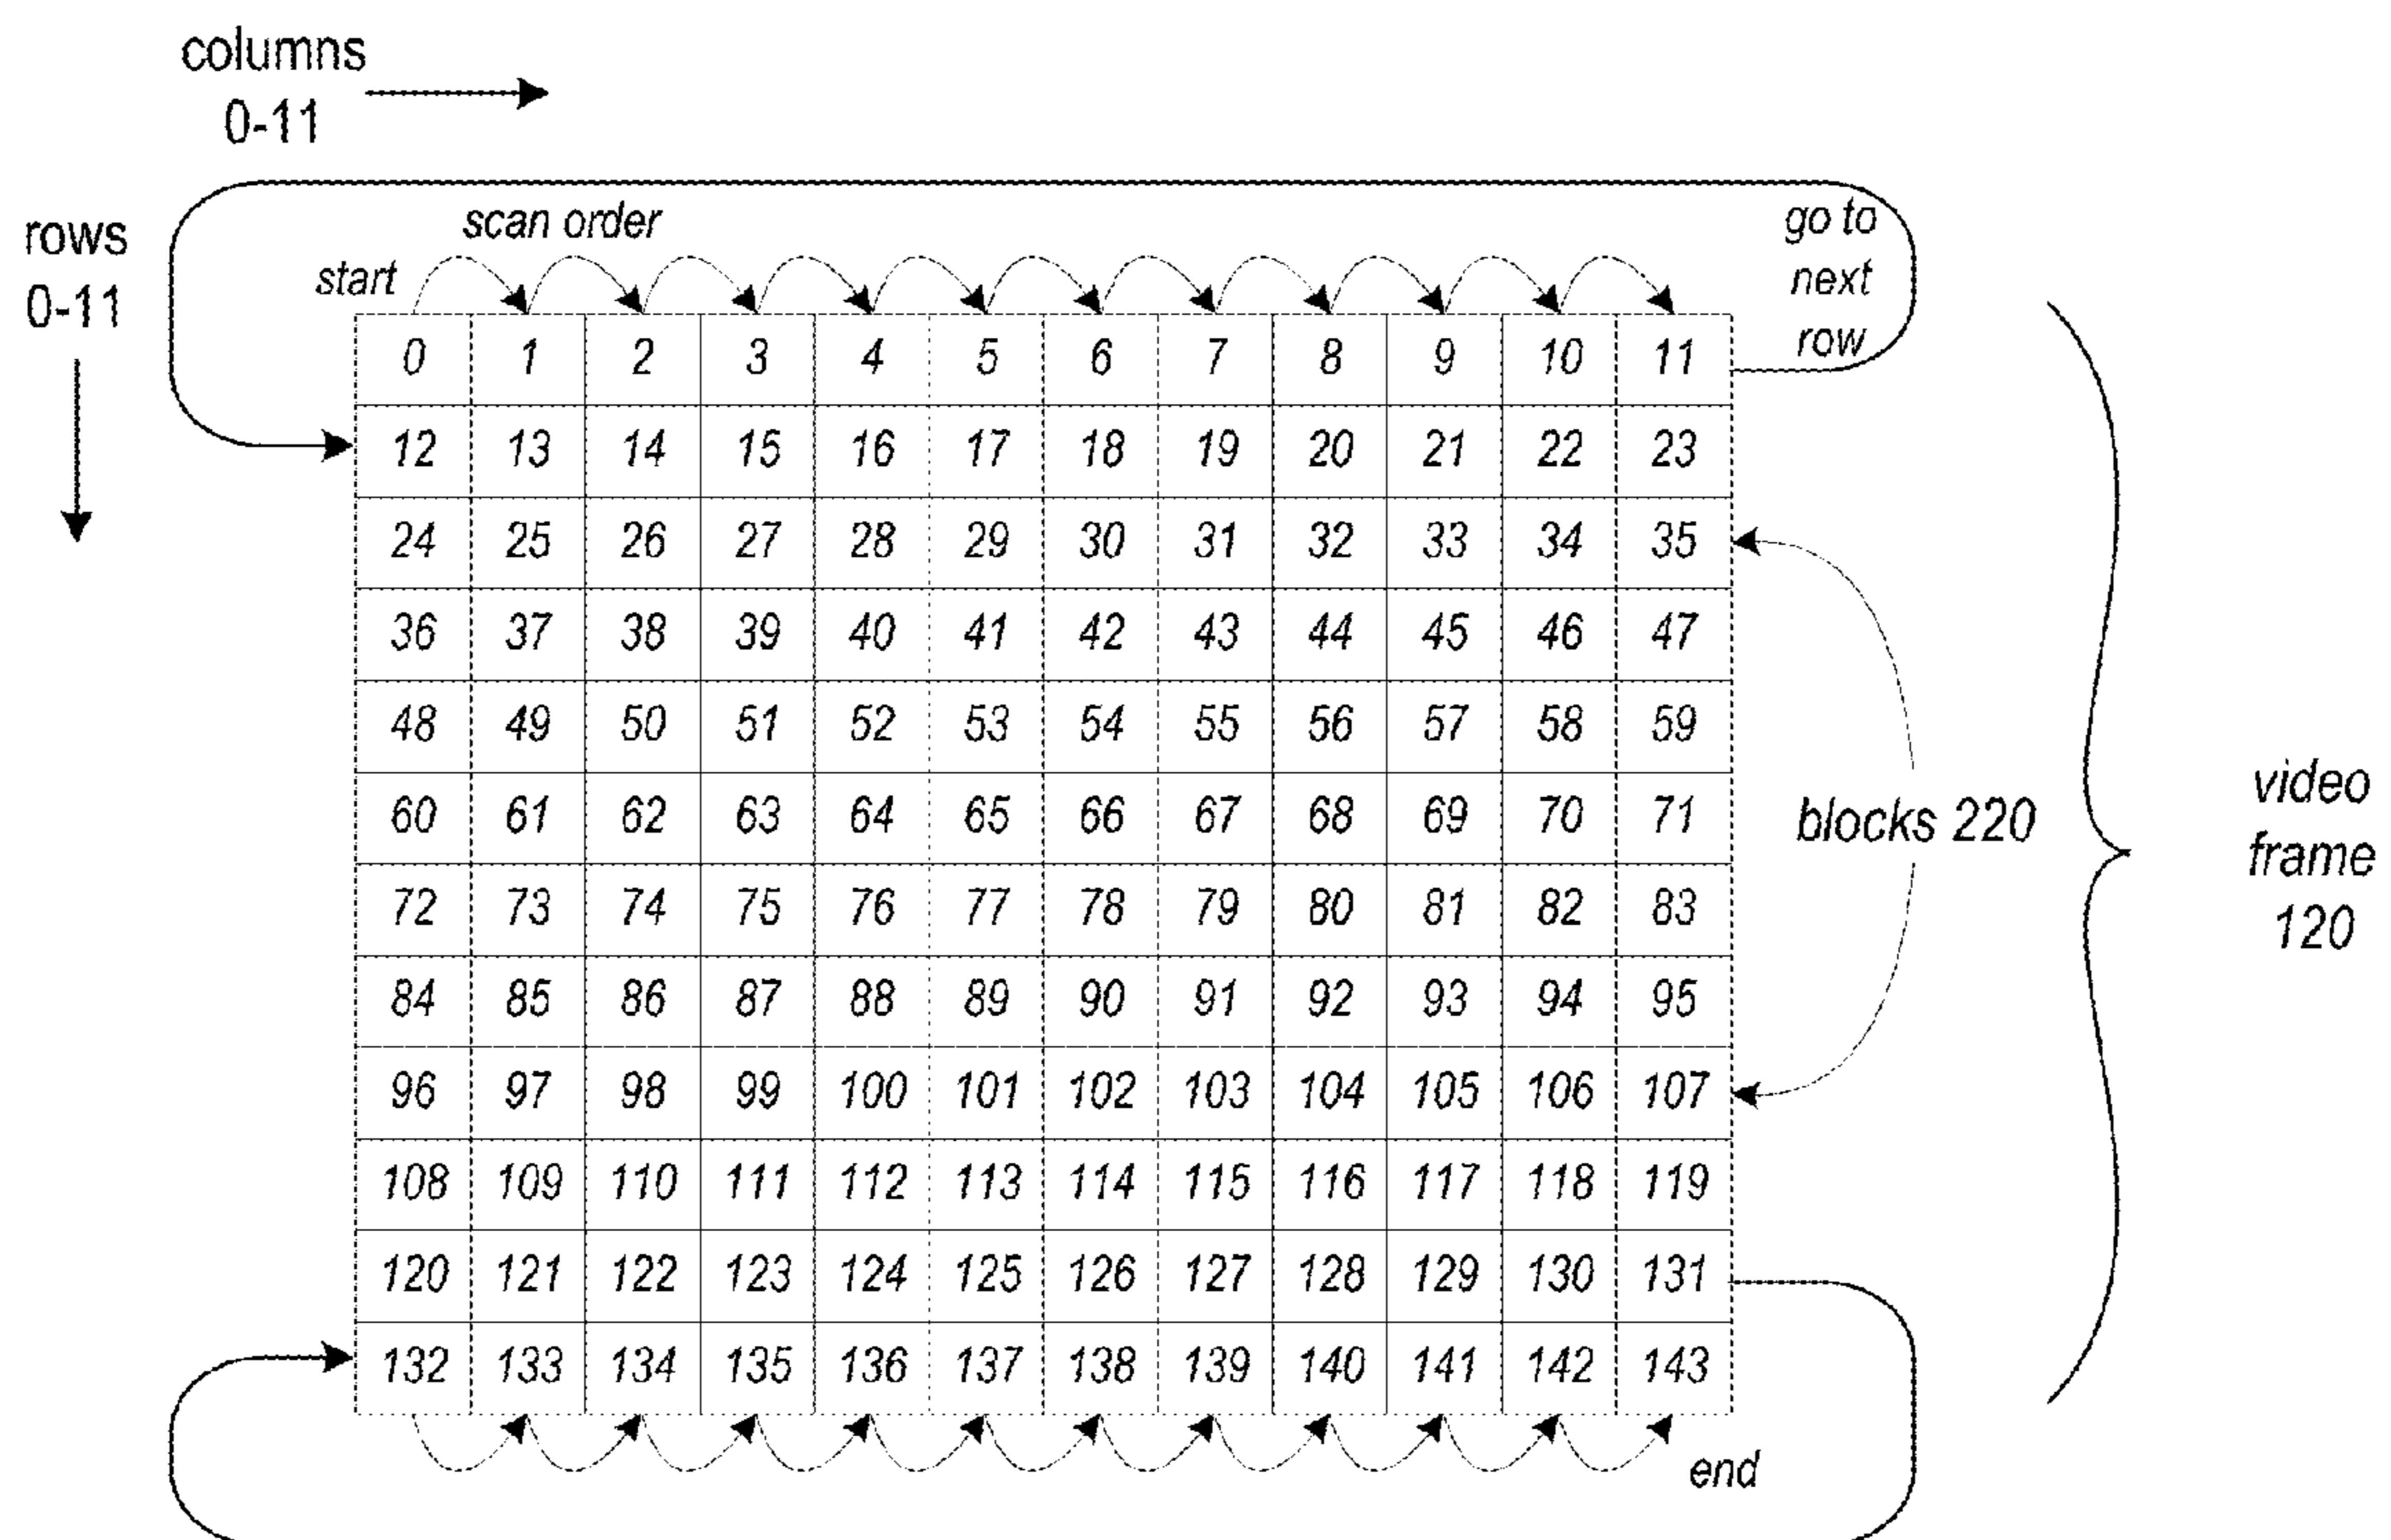 columns
0-11
rows
0-11
scan order
start
go to
next
row
0 1 2 3 4 5 6 7 8 9 10 11
12 13 14 15 16 17 18 19 20 21 22 23
24 25 26 27 28 29 30 31 32 33 34 35
36 37 38 39 40 41 42 43 44 45 46 47
48 49 50 51 52 53 54 55 56 57 58 59
60 61 62 63 64 65 66 67 68 69 70 71
72 73 74 75 76 77 78 79 80 81 82 83
84 85 86 87 88 89 90 91 92 93 94 95
96 97 98 99 100 101 102 103 104 105 106 107
108 109 110 111 112 113 114 115 116 117 118 119
120 121 122 123 124 125 126 127 128 129 130 131
132 133 134 135 136 137 138 139 140 141 142 143
end
blocks 220
video
frame
120